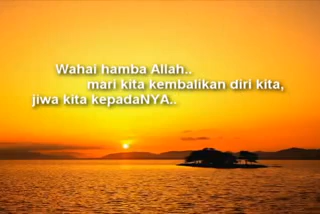 Wahai hamba Allah..
mari kita kembalikan diri kita,
jiwa kita kepadaNYA..